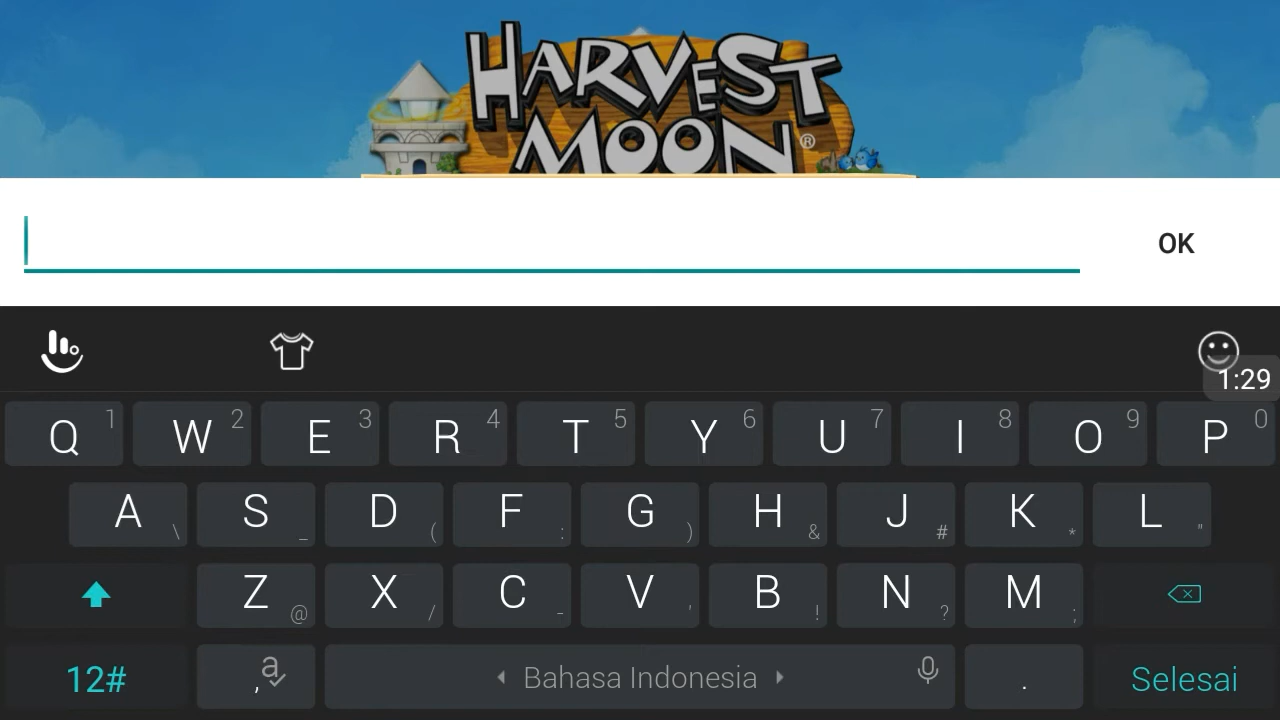 HARVEST
MOON®
OK
1:29
Q 1 W 2 E 3 R 4 T 5 Y 6 U 7 I 8 O 9 P 0
A \ S _ D ( F : G ) H & J # K * L "
Z @ X / C - V ' B ! N ? M ;
12# , a Bahasa Indonesia . Selesai